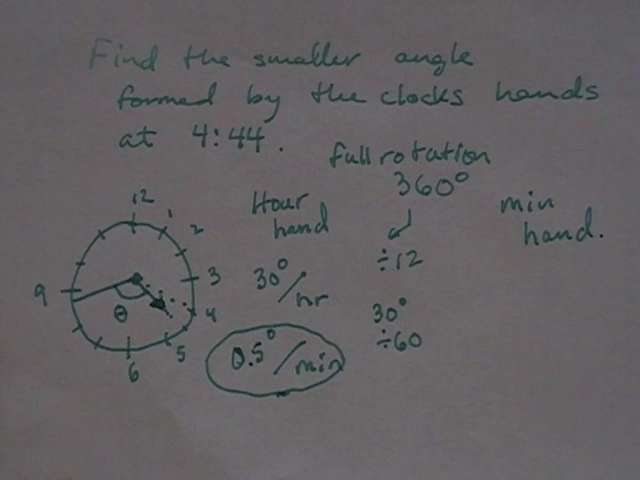 Find the smaller angle
formed by the clocks hands
at 4:44.
full rotation
360°
÷12
30°
÷60
Hour
hand
30°/hr
0.5°/min
min
hand.
12
1
2
3
4
5
6
9
θ